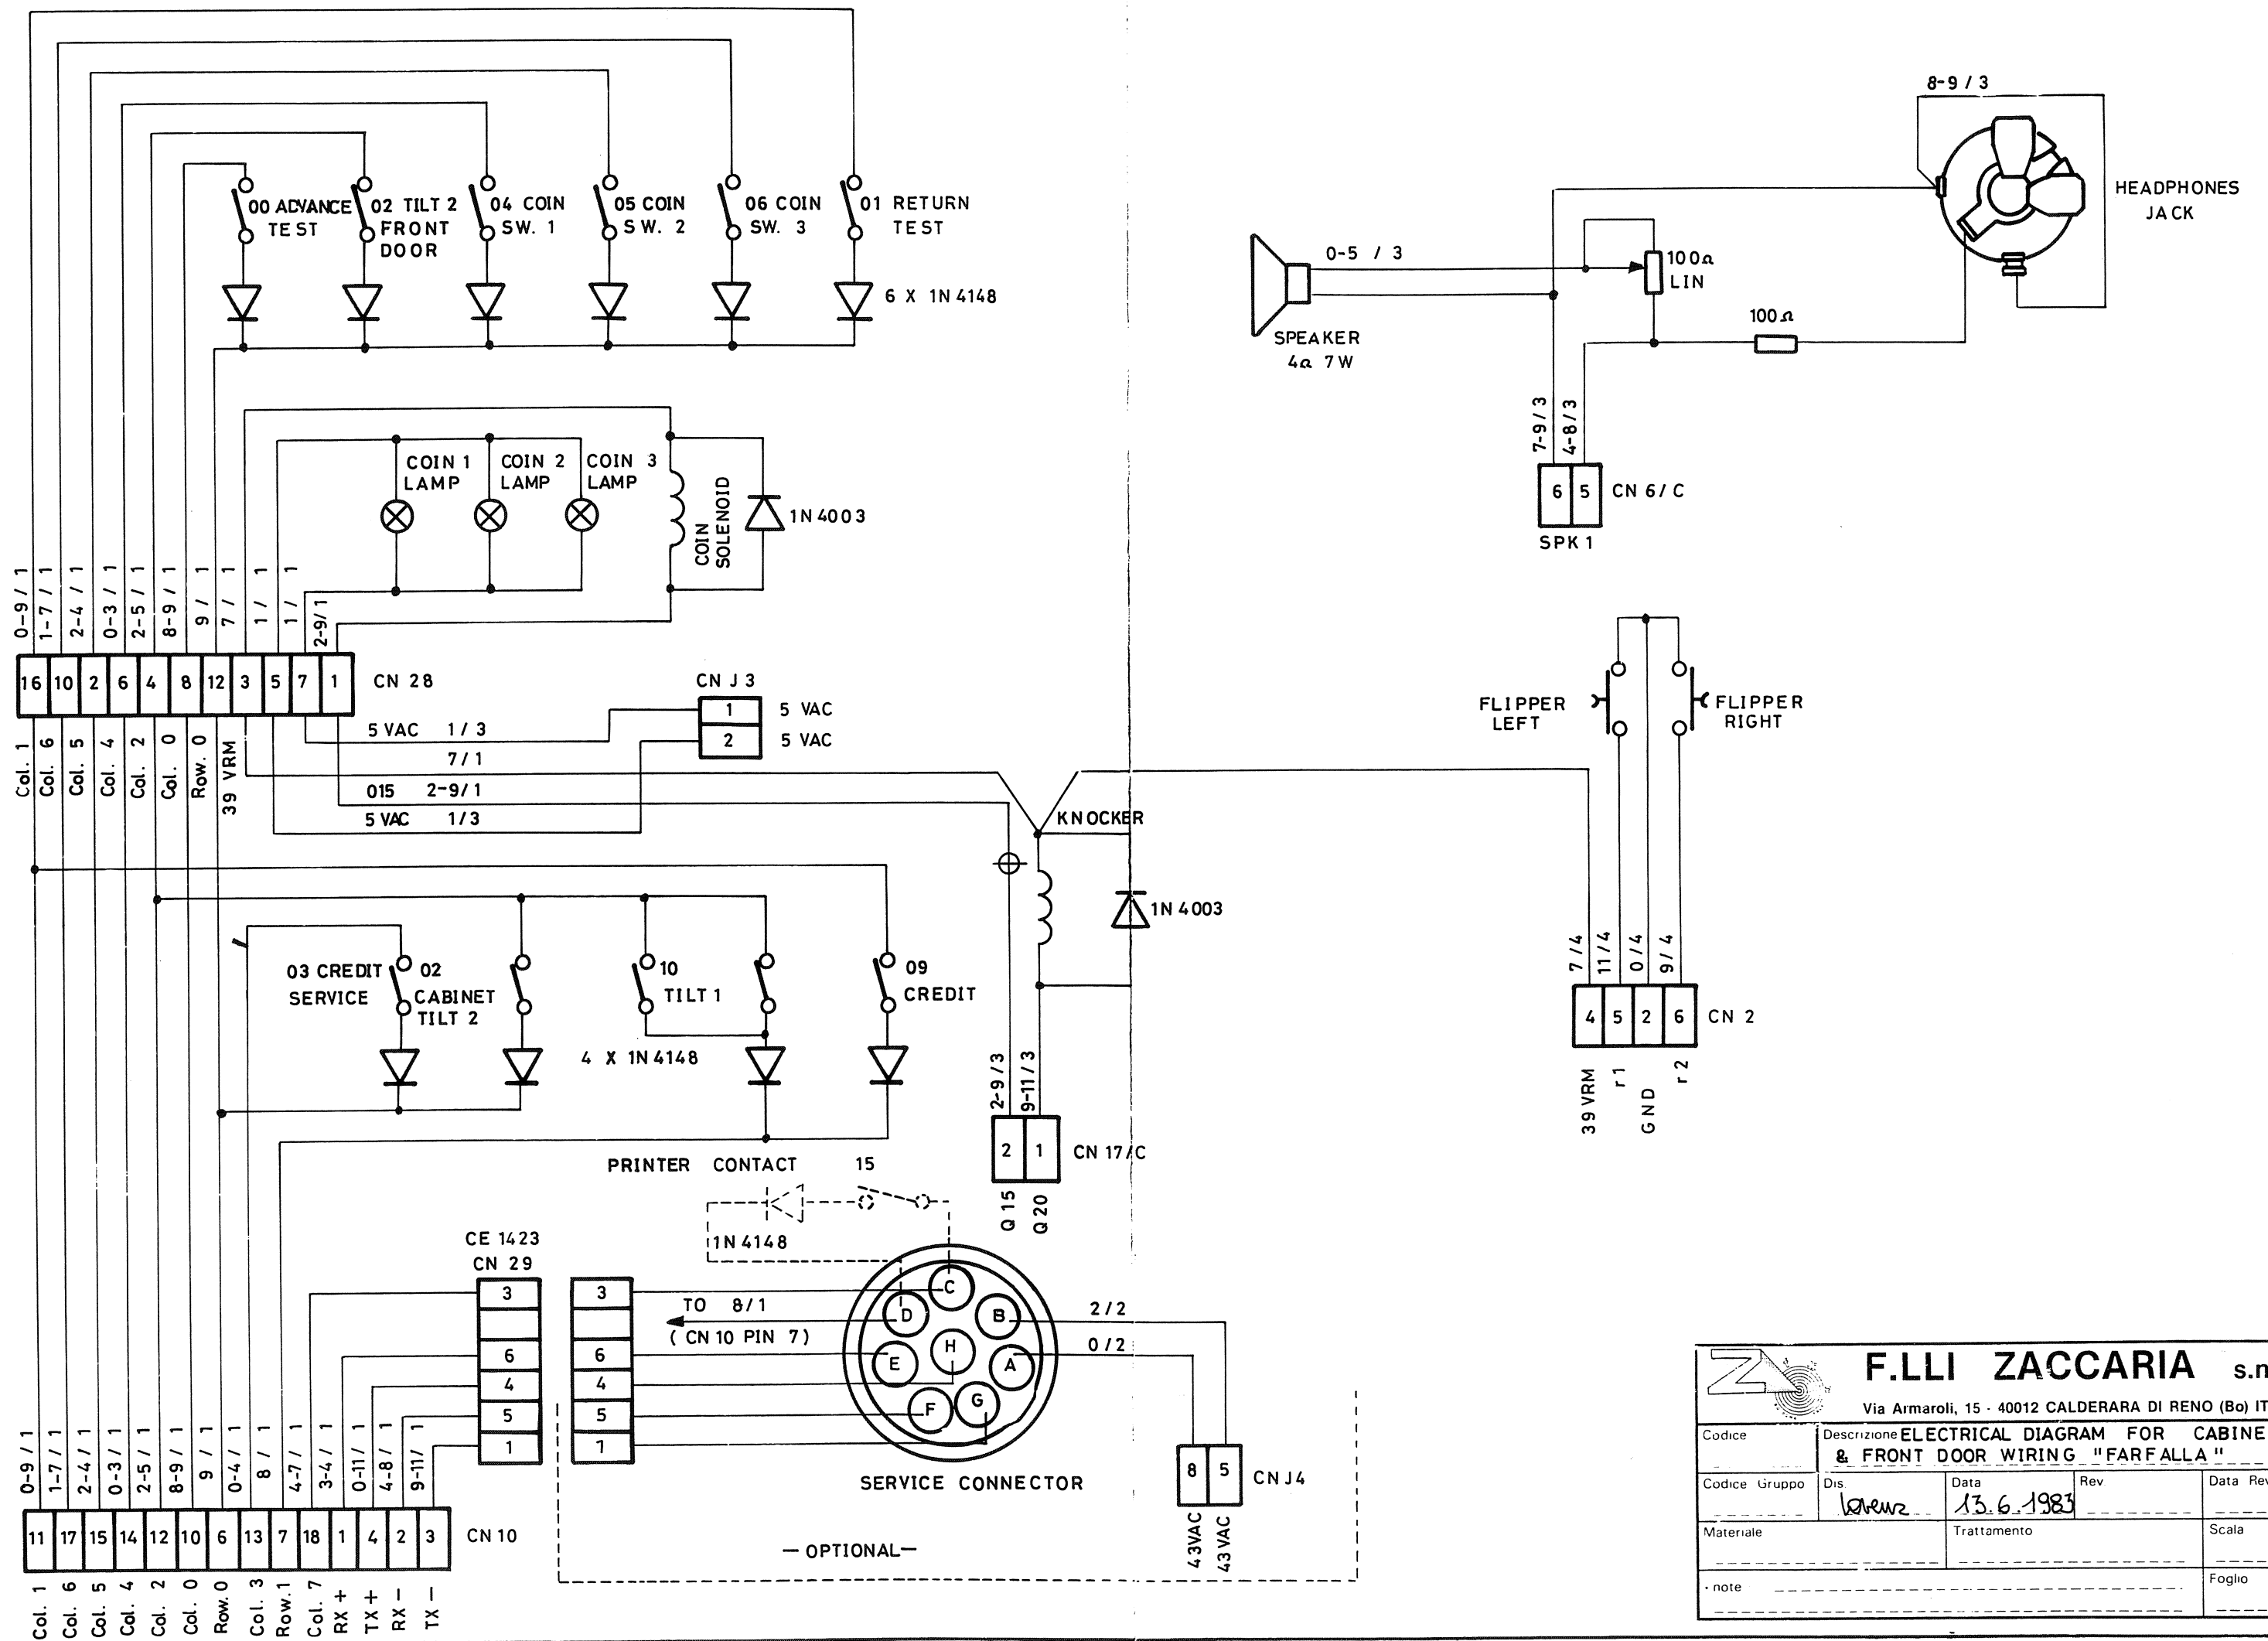 8-9 / 3
HEADPHONES
JACK
00 ADVANCE
TEST
02 TILT 2
FRONT
DOOR
04 COIN
SW. 1
05 COIN
SW. 2
06 COIN
SW. 3
01 RETURN
TEST
6 X 1N 4148
0-5 / 3
100Ω
LIN
100Ω
SPEAKER
4Ω 7W
7-9 / 3
4-8 / 3
6 5 CN 6/C
SPK 1
COIN 1
LAMP
COIN 2
LAMP
COIN 3
LAMP
COIN
SOLENOID
1N 4003
0-9 / 1
1-7 / 1
2-4 / 1
0-3 / 1
2-5 / 1
8-9 / 1
9 / 1
7 / 1
1 / 1
1 / 1
2-9 / 1
16 10 2 6 4 8 12 3 5 7 1 CN 28
Col. 1
Col. 6
Col. 5
Col. 4
Col. 2
Col. 0
Row. 0
39 VRM
CN J 3
1 5 VAC
2 5 VAC
5 VAC 1 / 3
7 / 1
015 2-9 / 1
5 VAC 1/3
KNOCKER
1N 4003
FLIPPER
LEFT
FLIPPER
RIGHT
7 / 4
11 / 4
0 / 4
9 / 4
4 5 2 6 CN 2
39 VRM
r 1
GND
r 2
03 CREDIT
SERVICE
02
CABINET
TILT 2
10
TILT 1
09
CREDIT
4 X 1N 4148
2-9 / 3
9-11 / 3
2 1 CN 17/C
Q 15
Q 20
PRINTER CONTACT 15
1N 4148
CE 1423
CN 29
3
6
4
5
1
3
6
4
5
1
TO 8/1
( CN 10 PIN 7)
C
D
B
H
E
A
F
G
SERVICE CONNECTOR
2 / 2
0 / 2
8 5 CN J4
43VAC
43VAC
— OPTIONAL —
0-9 / 1
1-7 / 1
2-4 / 1
0-3 / 1
2-5 / 1
8-9 / 1
9 / 1
0-4 / 1
8 / 1
4-7 / 1
3-4 / 1
0-11 / 1
4-8 / 1
9-11 / 1
11 17 15 14 12 10 6 13 7 18 1 4 2 3 CN 10
Col. 1
Col. 6
Col. 5
Col. 4
Col. 2
Col. 0
Row. 0
Col. 3
Row. 1
Col. 7
RX +
TX +
RX -
TX -
F.LLI ZACCARIA s.n
Via Armaroli, 15 - 40012 CALDERARA DI RENO (Bo) IT
Codice
Descrizione ELECTRICAL DIAGRAM FOR CABINE
& FRONT DOOR WIRING "FARFALLA"
Codice Gruppo
Dis.
Data
13.6.1983
Rev.
Data Rev
Materiale
Trattamento
Scala
note
Foglio